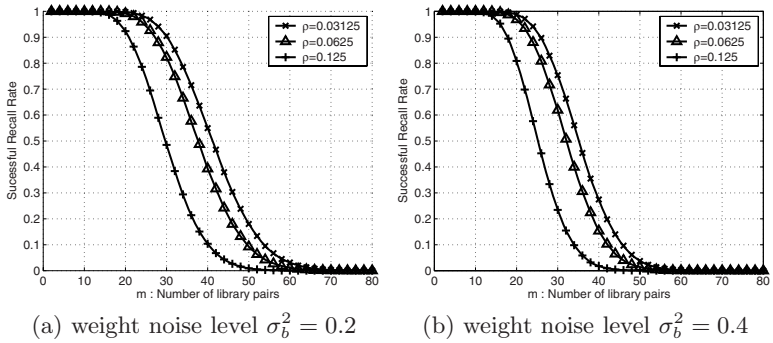 1
0.9
0.8
0.7
0.6
0.5
0.4
0.3
0.2
0.1
0
Successful Recall Rate
ρ=0.03125
ρ=0.0625
ρ=0.125
0 10 20 30 40 50 60 70 80
m : Number of library pairs
(a) weight noise level σ_b^2 = 0.2
1
0.9
0.8
0.7
0.6
0.5
0.4
0.3
0.2
0.1
0
Successful Recall Rate
ρ=0.03125
ρ=0.0625
ρ=0.125
0 10 20 30 40 50 60 70 80
m : Number of library pairs
(b) weight noise level σ_b^2 = 0.4